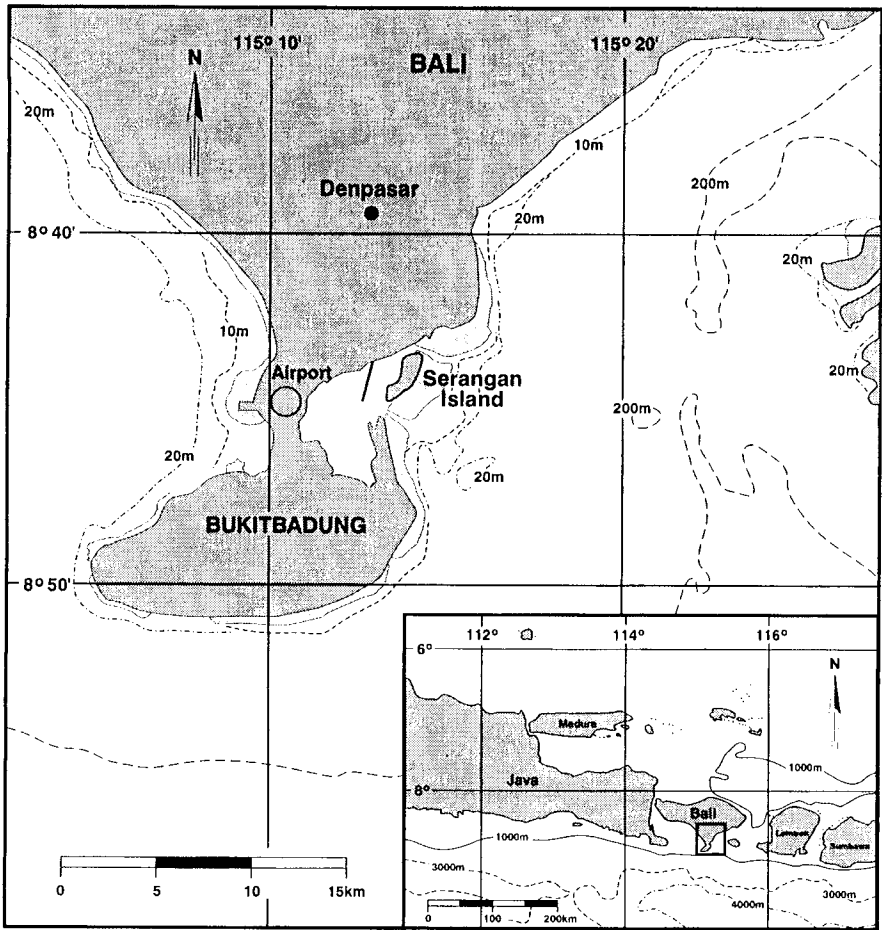 115° 10'
115° 20'
N
BALI
20m
10m
Denpasar
200m
20m
8° 40'
20m
10m
Airport
Serangan
Island
20m
200m
20m
20m
BUKITBADUNG
8° 50'
112°
114°
116°
6°
N
Madura
1000m
Java
8°
Bali
Lombok
Sumbawa
1000m
3000m
3000m
4000m
0 5 10 15km
0 100 200km